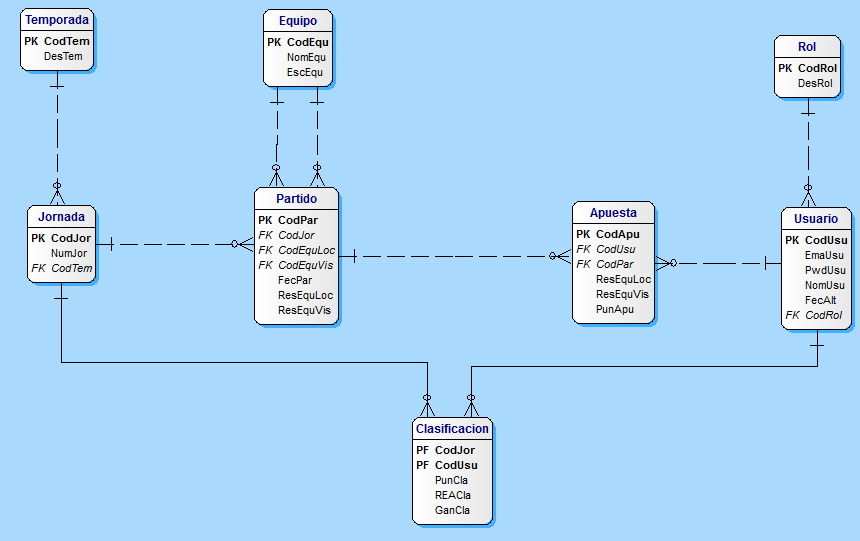 Temporada
PK CodTem
DesTem
Equipo
PK CodEqu
NomEqu
EscEqu
Rol
PK CodRol
DesRol
Jornada
PK CodJor
NumJor
FK CodTem
Partido
PK CodPar
FK CodJor
FK CodEquLoc
FK CodEquVis
FecPar
ResEquLoc
ResEquVis
Apuesta
PK CodApu
FK CodUsu
FK CodPar
ResEquLoc
ResEquVis
PunApu
Usuario
PK CodUsu
EmaUsu
PwdUsu
NomUsu
FecAlt
FK CodRol
Clasificacion
PF CodJor
PF CodUsu
PunCla
REACla
GanCla